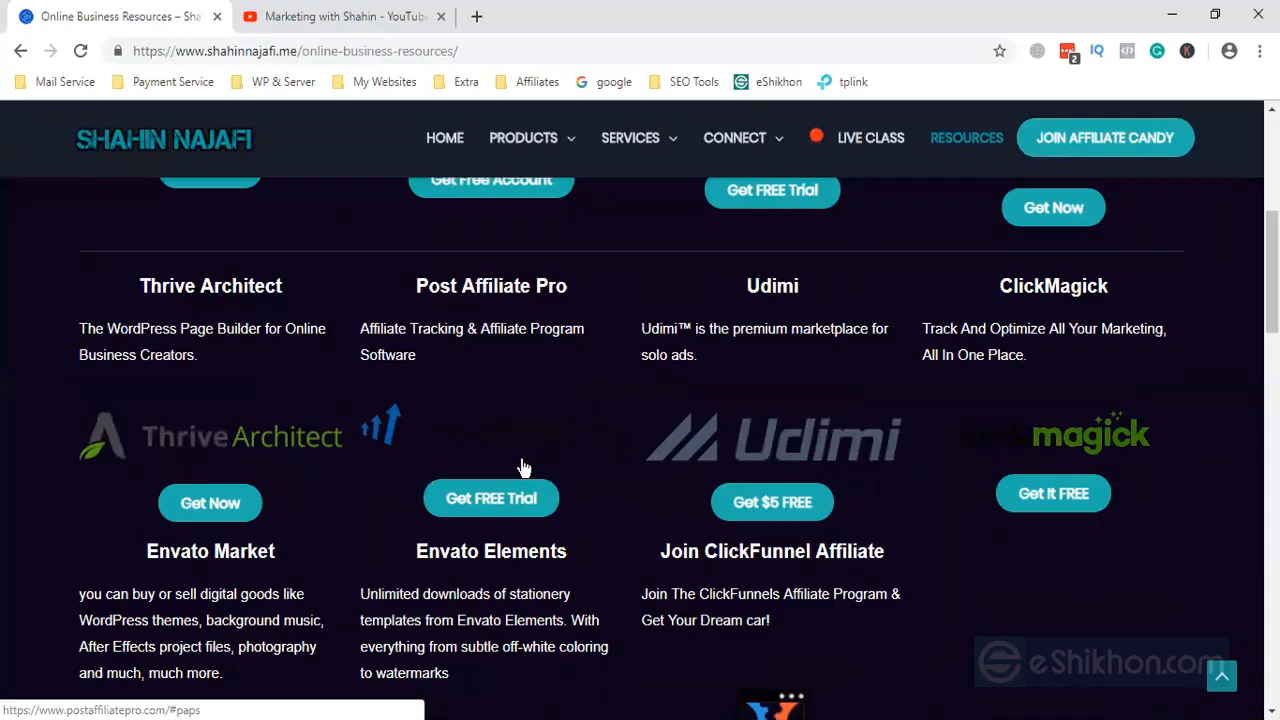 Online Business Resources – Sha
Marketing with Shahin - YouTube
https://www.shahinnajafi.me/online-business-resources/
2
IQ
K
Mail Service
Payment Service
WP & Server
My Websites
Extra
Affiliates
google
SEO Tools
eShikhon
tplink
SHAHIN NAJAFI
HOME
PRODUCTS
SERVICES
CONNECT
LIVE CLASS
RESOURCES
JOIN AFFILIATE CANDY
Get Free Account
Get FREE Trial
Get Now
Thrive Architect
Post Affiliate Pro
Udimi
ClickMagick
The WordPress Page Builder for Online
Business Creators.
Affiliate Tracking & Affiliate Program
Software
Udimi™ is the premium marketplace for
solo ads.
Track And Optimize All Your Marketing,
All In One Place.
Thrive Architect
Udimi
magick
Get Now
Get FREE Trial
Get $5 FREE
Get It FREE
Envato Market
Envato Elements
Join ClickFunnel Affiliate
you can buy or sell digital goods like
WordPress themes, background music,
After Effects project files, photography
and much, much more.
Unlimited downloads of stationery
templates from Envato Elements. With
everything from subtle off-white coloring
to watermarks
Join The ClickFunnels Affiliate Program &
Get Your Dream car!
eShikhon.com
https://www.postaffiliatepro.com/#paps